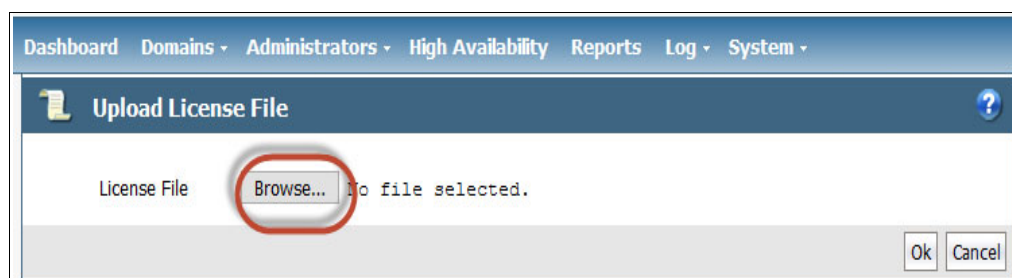 Dashboard Domains Administrators High Availability Reports Log System
Upload License File
License File Browse... No file selected.
Ok Cancel